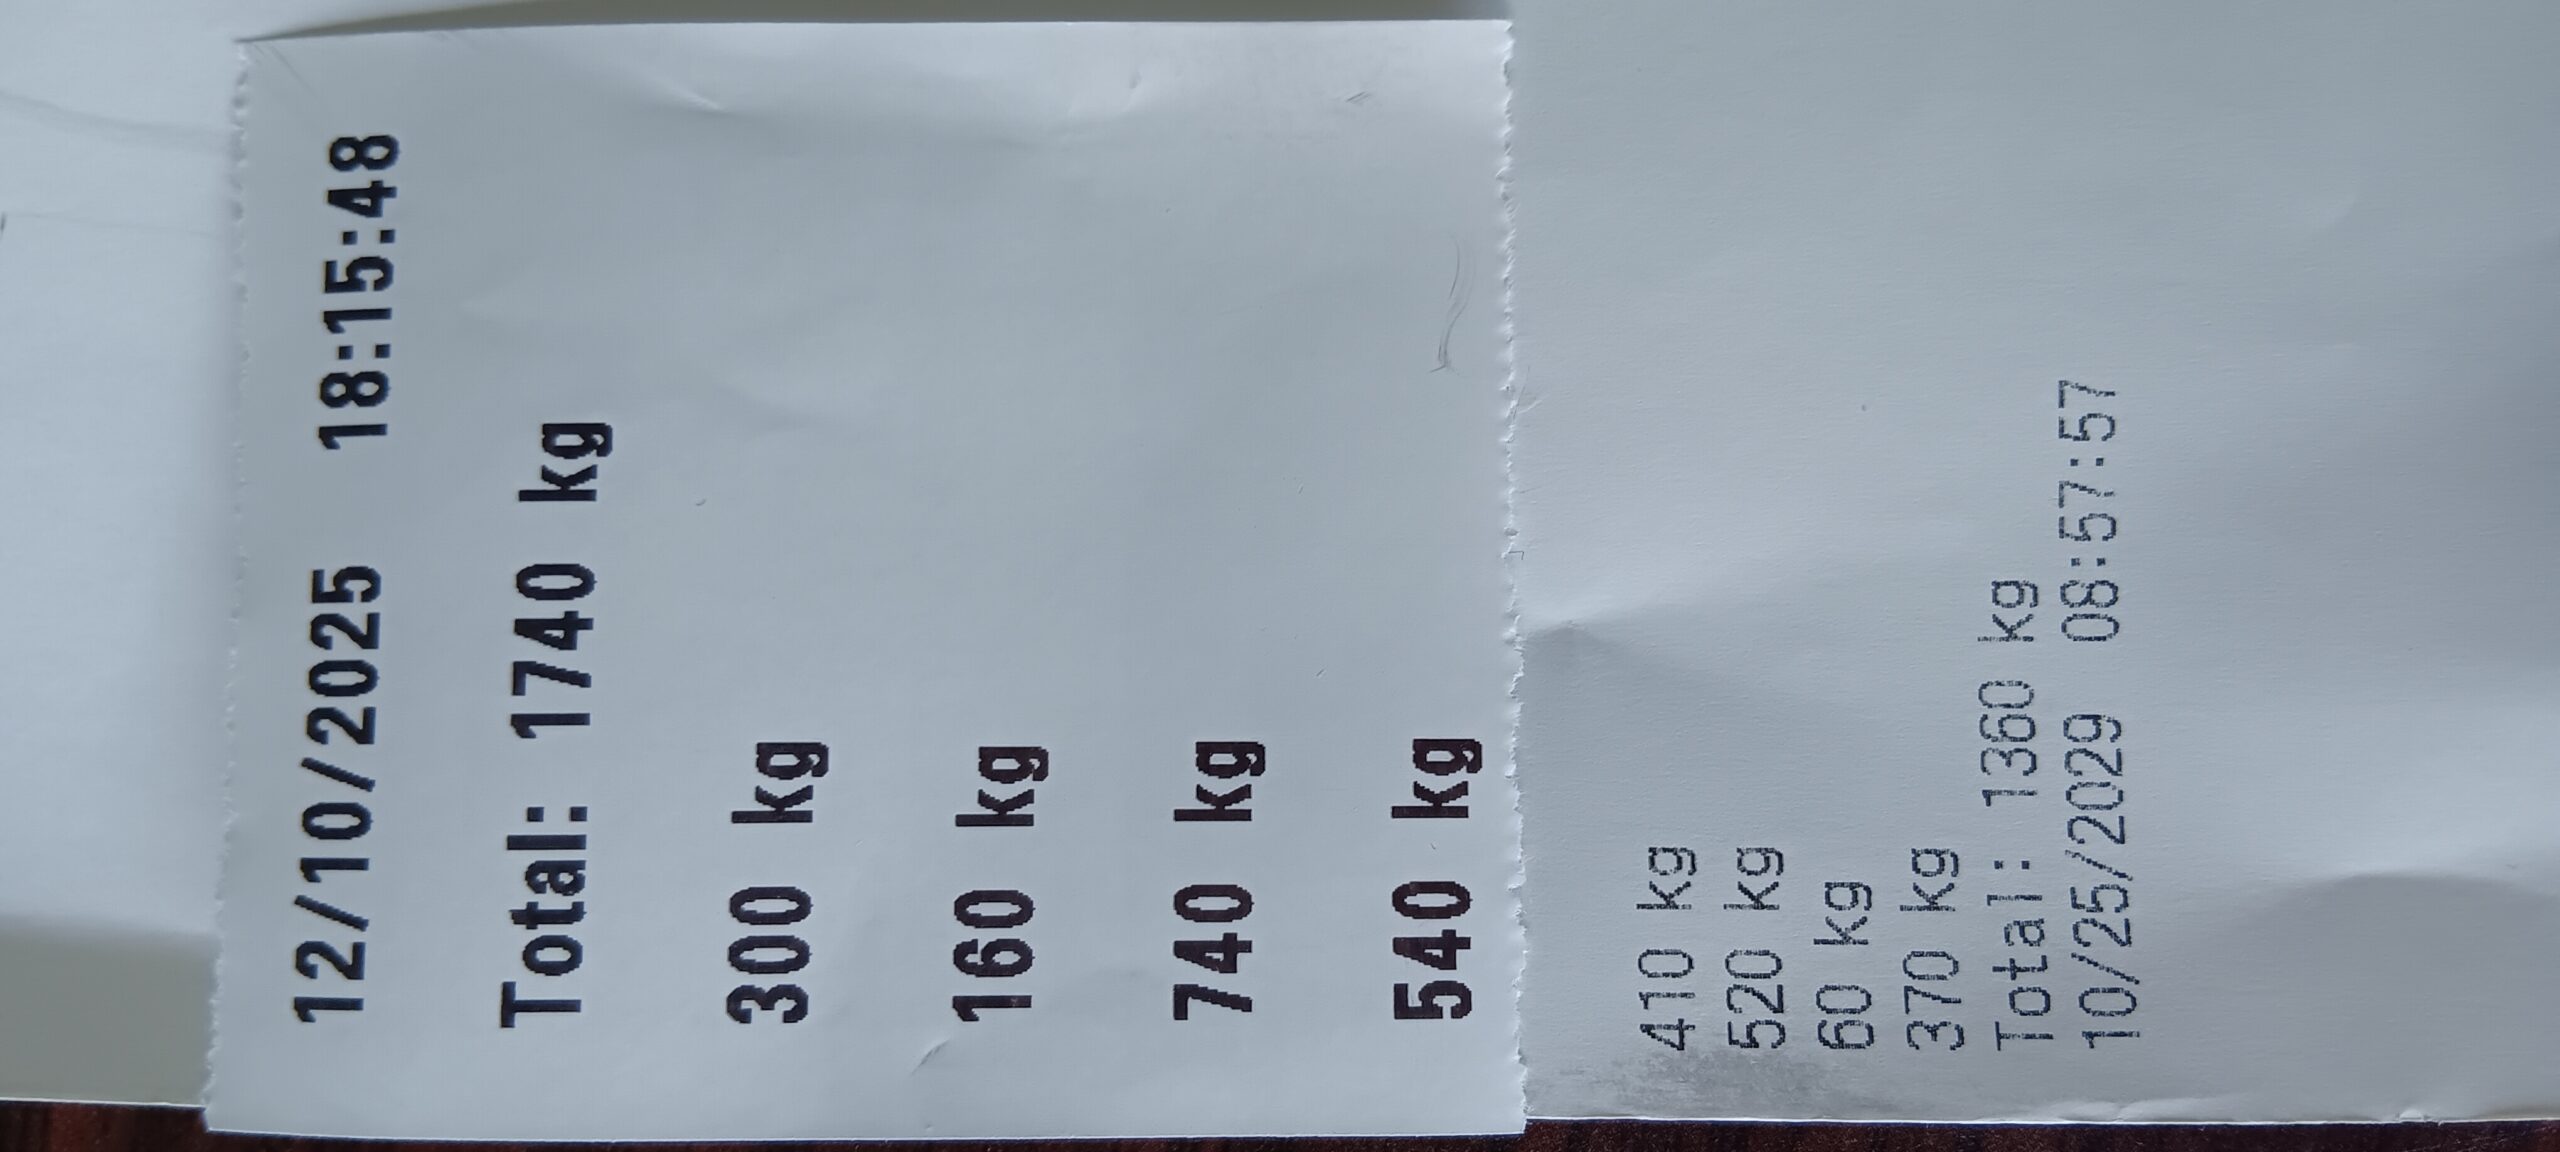 12/10/2025 18:15:48
Total: 1740 kg
300 kg
160 kg
740 kg
540 kg
410 kg
520 kg
60 kg
370 kg
Total: 1360 kg
10/25/2029 08:57:57